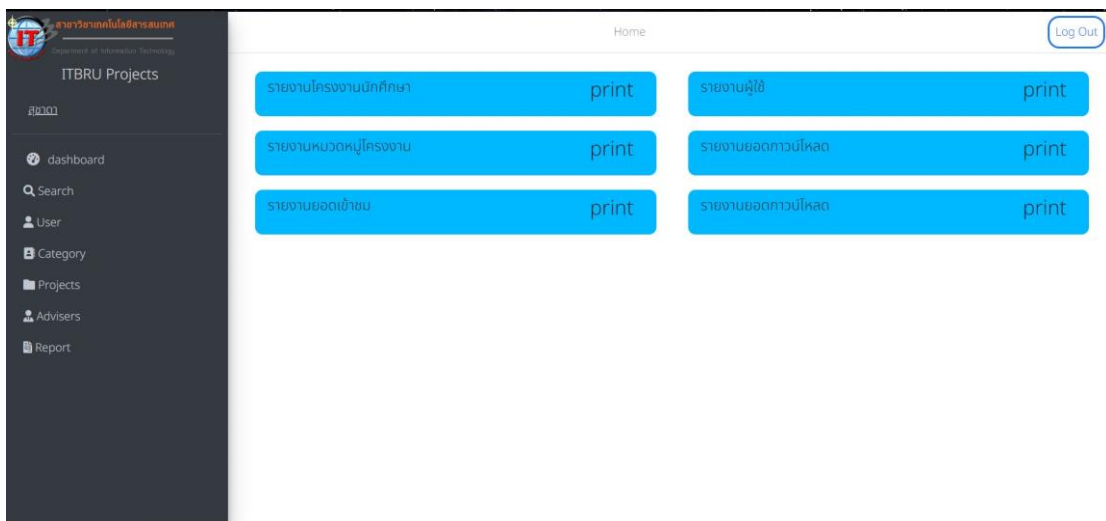 สาขาวิชาเทคโนโลยีสารสนเทศ
Department of Information Technology
IT
ITBRU Projects
สุชาดา
dashboard
Search
User
Category
Projects
Advisers
Report
Home
Log Out
รายงานโครงงานนักศึกษา print
รายงานผู้ใช้ print
รายงานหมวดหมู่โครงงาน print
รายงานยอดดาวน์โหลด print
รายงานยอดเข้าชม print
รายงานยอดดาวน์โหลด print